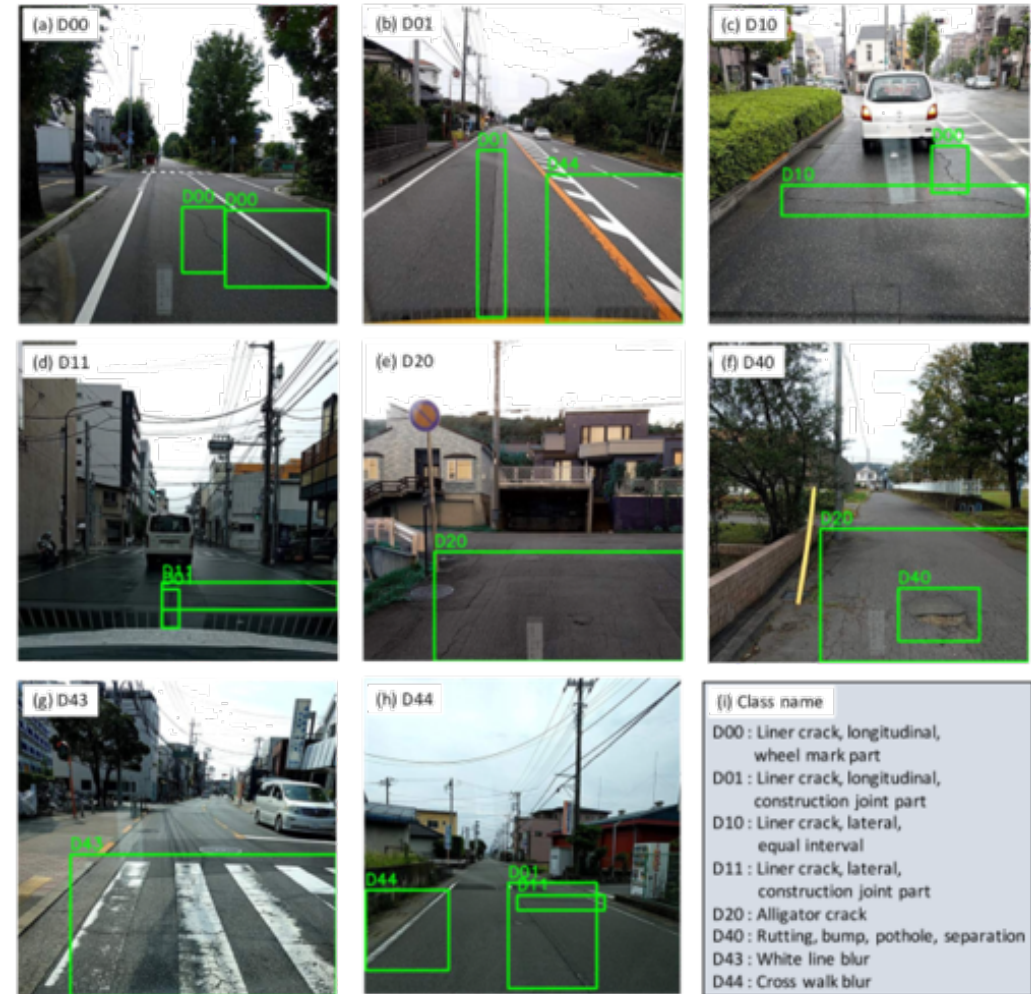 (a) D00
D00 D00
(b) D01
D01
D44
(c) D10
D00
D10
(d) D11
D11
D01
(e) D20
D20
(f) D40
D20
D40
(g) D43
D43
(h) D44
D44
D01
D11
(i) Class name
D00 : Liner crack, longitudinal,
wheel mark part
D01 : Liner crack, longitudinal,
construction joint part
D10 : Liner crack, lateral,
equal interval
D11 : Liner crack, lateral,
construction joint part
D20 : Alligator crack
D40 : Rutting, bump, pothole, separation
D43 : White line blur
D44 : Cross walk blur